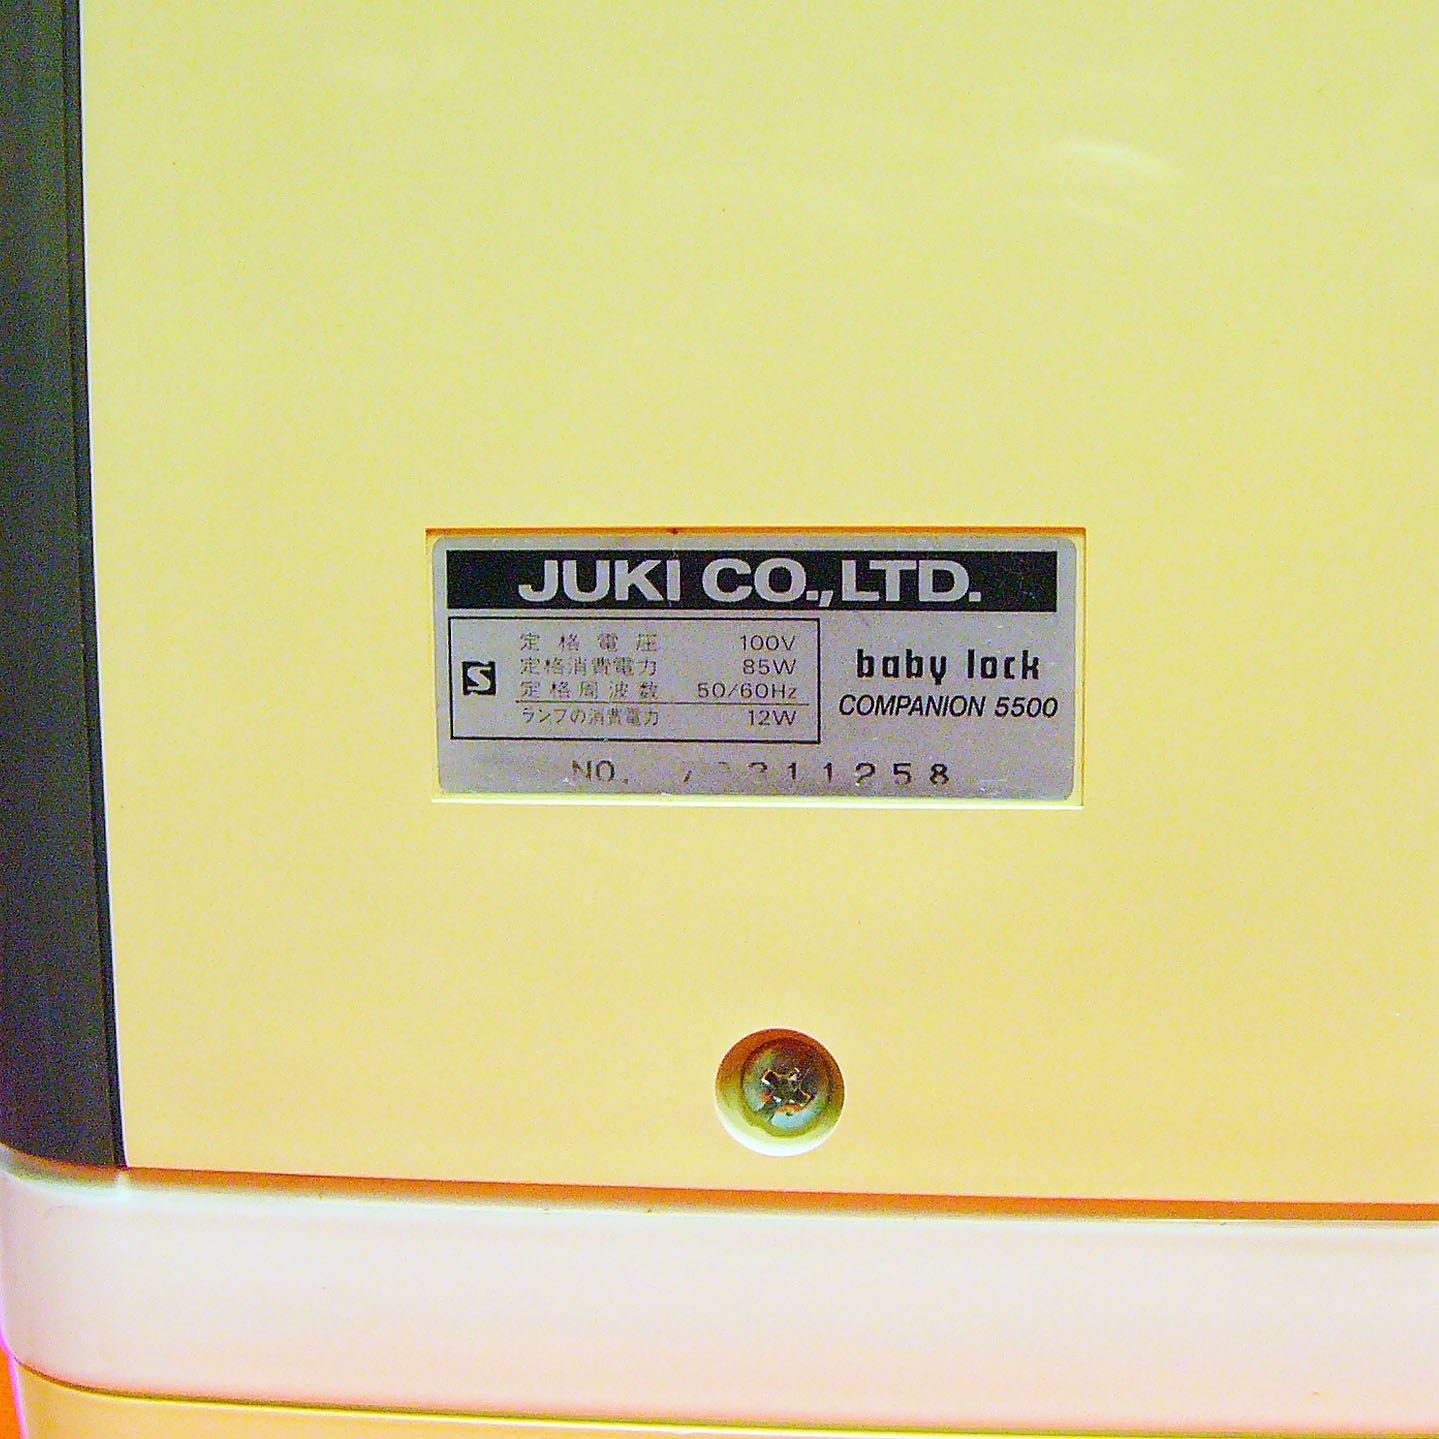 JUKI CO.,LTD.
S
定格電圧 100V
定格消費電力 85W
定格周波数 50/60Hz
ランプの消費電力 12W
baby lock
COMPANION 5500
NO.